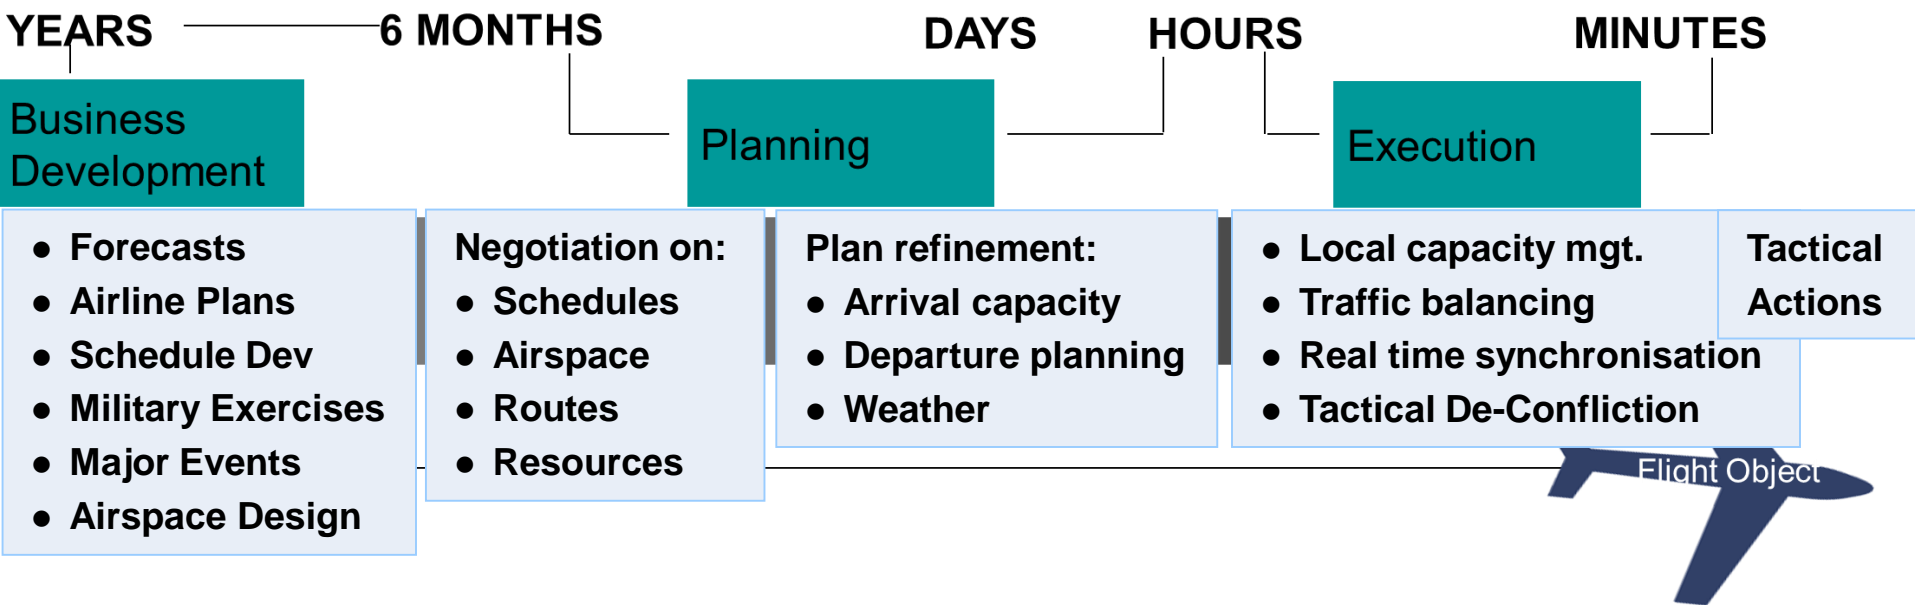 YEARS 6 MONTHS DAYS HOURS MINUTES
Business
Development
Planning
Execution
● Forecasts
● Airline Plans
● Schedule Dev
● Military Exercises
● Major Events
● Airspace Design
Negotiation on:
● Schedules
● Airspace
● Routes
● Resources
Plan refinement:
● Arrival capacity
● Departure planning
● Weather
● Local capacity mgt.
● Traffic balancing
● Real time synchronisation
● Tactical De-Confliction
Tactical
Actions
Flight Object